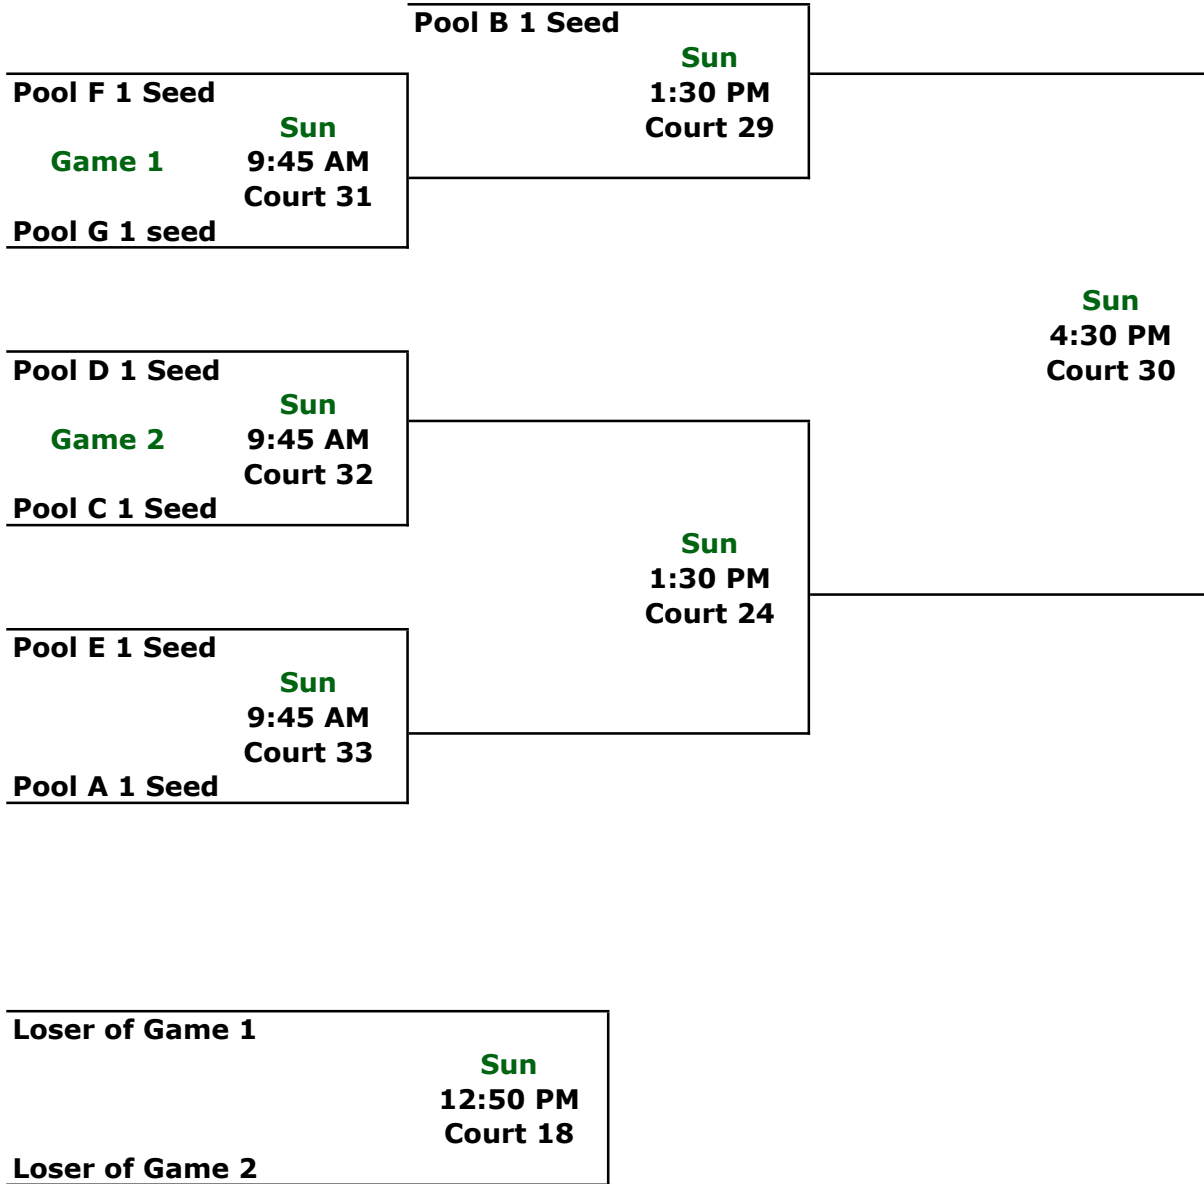 Pool B 1 Seed
Sun
1:30 PM
Court 29
Pool F 1 Seed
Sun
Game 1 9:45 AM
Court 31
Pool G 1 seed
Sun
4:30 PM
Court 30
Pool D 1 Seed
Sun
Game 2 9:45 AM
Court 32
Pool C 1 Seed
Sun
1:30 PM
Court 24
Pool E 1 Seed
Sun
9:45 AM
Court 33
Pool A 1 Seed
Loser of Game 1
Sun
12:50 PM
Court 18
Loser of Game 2